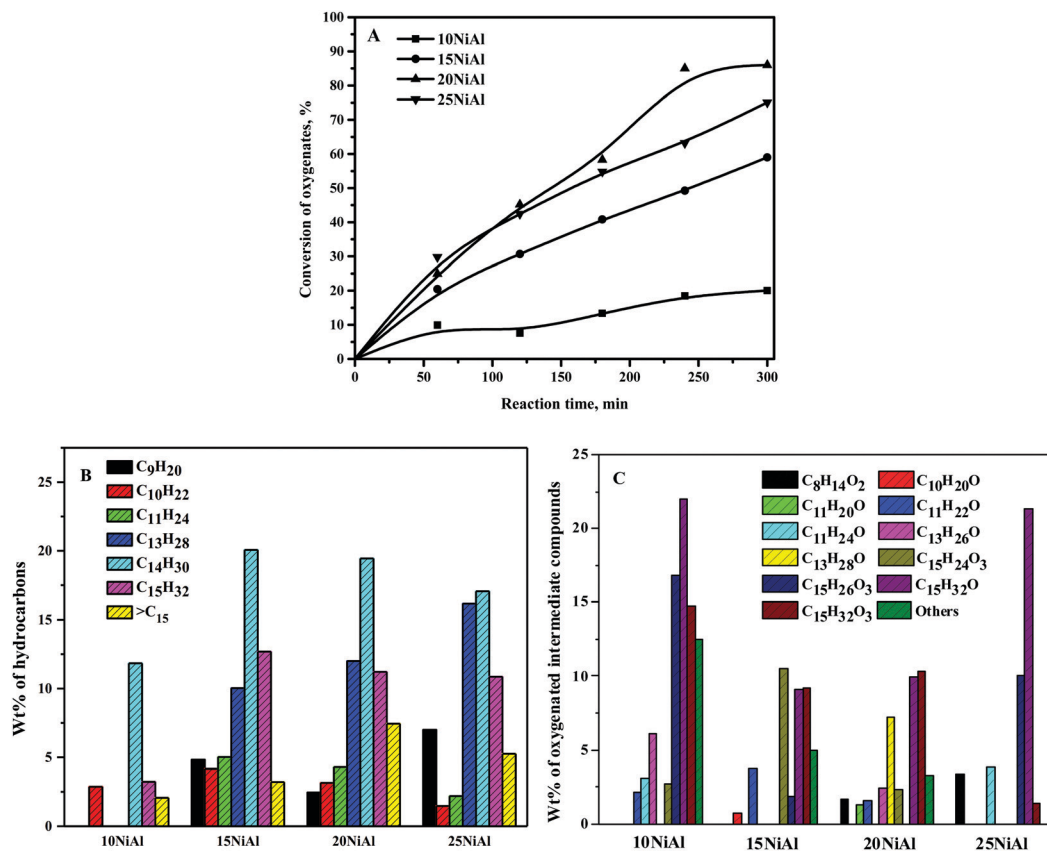 A
10NiAl
15NiAl
20NiAl
25NiAl
Conversion of oxygenates, %
100
90
80
70
60
50
40
30
20
10
0
0 50 100 150 200 250 300
Reaction time, min
B
C₉H₂₀
C₁₀H₂₂
C₁₁H₂₄
C₁₃H₂₈
C₁₄H₃₀
C₁₅H₃₂
>C₁₅
Wt% of hydrocarbons
25
20
15
10
5
0
10NiAl 15NiAl 20NiAl 25NiAl
C
C₈H₁₄O₂ C₁₀H₂₀O
C₁₁H₂₀O C₁₁H₂₂O
C₁₁H₂₄O C₁₃H₂₆O
C₁₃H₂₈O C₁₅H₂₄O₃
C₁₅H₂₆O₃ C₁₅H₃₂O
C₁₅H₃₂O₃ Others
Wt% of oxygenated intermediate compounds
25
20
15
10
5
0
10NiAl 15NiAl 20NiAl 25NiAl